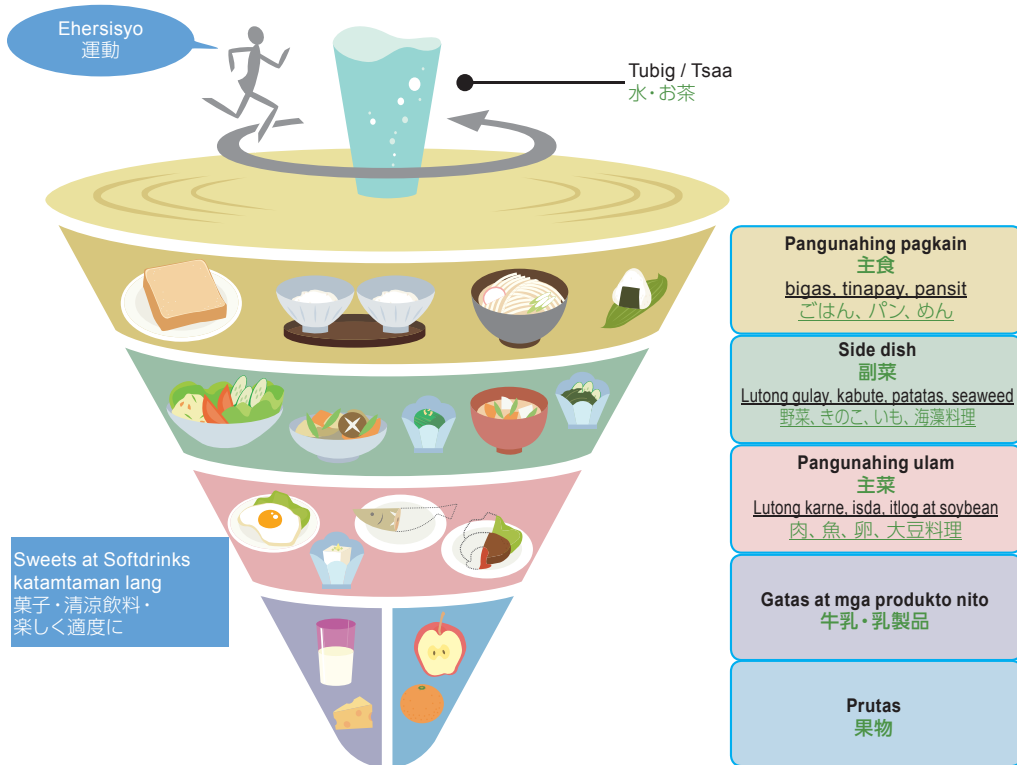 Ehersisyo
運動
Tubig / Tsaa
水・お茶
Pangunahing pagkain
主食
bigas, tinapay, pansit
ごはん、パン、めん
Side dish
副菜
Lutong gulay, kabute, patatas, seaweed
野菜、きのこ、いも、海藻料理
Pangunahing ulam
主菜
Lutong karne, isda, itlog at soybean
肉、魚、卵、大豆料理
Sweets at Softdrinks
katamtaman lang
菓子・清涼飲料・
楽しく適度に
Gatas at mga produkto nito
牛乳・乳製品
Prutas
果物